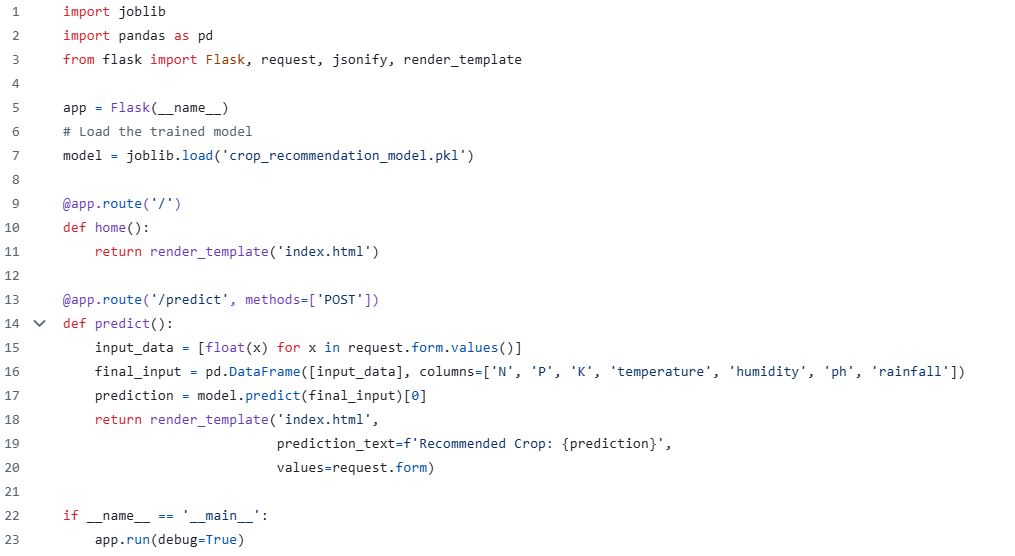 1 import joblib
2 import pandas as pd
3 from flask import Flask, request, jsonify, render_template
4
5 app = Flask(__name__)
6 # Load the trained model
7 model = joblib.load('crop_recommendation_model.pkl')
8
9 @app.route('/')
10 def home():
11     return render_template('index.html')
12
13 @app.route('/predict', methods=['POST'])
14 def predict():
15     input_data = [float(x) for x in request.form.values()]
16     final_input = pd.DataFrame([input_data], columns=['N', 'P', 'K', 'temperature', 'humidity', 'ph', 'rainfall'])
17     prediction = model.predict(final_input)[0]
18     return render_template('index.html',
19                            prediction_text=f'Recommended Crop: {prediction}',
20                            values=request.form)
21
22 if __name__ == '__main__':
23     app.run(debug=True)